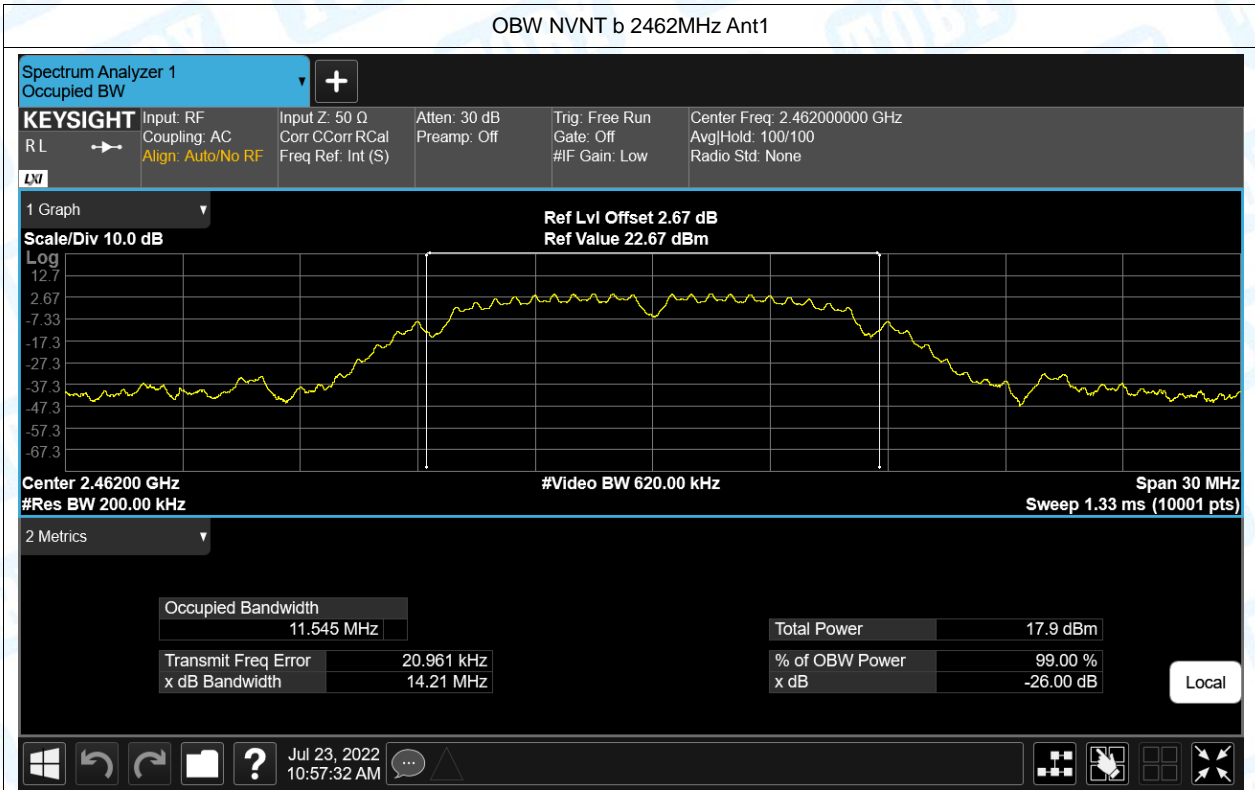 OBW NVNT b 2462MHz Ant1
Spectrum Analyzer 1
Occupied BW
KEYSIGHT
R L
LXI
Input: RF
Coupling: AC
Align: Auto/No RF
Input Z: 50 Ω
Corr CCorr RCal
Freq Ref: Int (S)
Atten: 30 dB
Preamp: Off
Trig: Free Run
Gate: Off
#IF Gain: Low
Center Freq: 2.462000000 GHz
Avg|Hold: 100/100
Radio Std: None
1 Graph
Scale/Div 10.0 dB
Ref Lvl Offset 2.67 dB
Ref Value 22.67 dBm
Log
12.7
2.67
-7.33
-17.3
-27.3
-37.3
-47.3
-57.3
-67.3
Center 2.46200 GHz
#Res BW 200.00 kHz
#Video BW 620.00 kHz
Span 30 MHz
Sweep 1.33 ms (10001 pts)
2 Metrics
Occupied Bandwidth
11.545 MHz
Transmit Freq Error 20.961 kHz
x dB Bandwidth 14.21 MHz
Total Power 17.9 dBm
% of OBW Power 99.00 %
x dB -26.00 dB
Local
?
Jul 23, 2022
10:57:32 AM